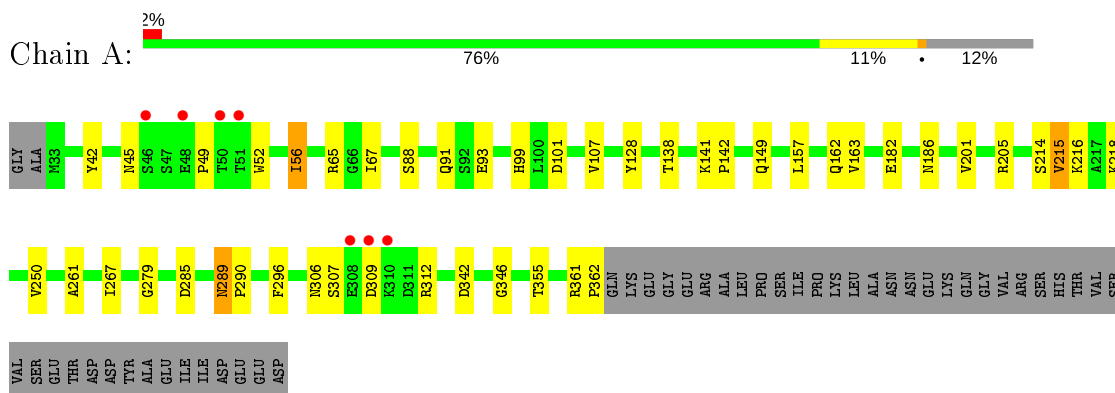 2%
Chain A:
76% 11% • 12%
GLY ALA M33 Y42 N45 S46 S47 E48 P49 T50 T51 W52 I56 R65 G66 I67 S88 Q91 S92 E93 H99 L100 D101 V107 Y128 T138 K141 P142 Q149 L157 Q162 V163 E182 N186 V201 R205 S214 V215 K216 A217 K218
V250 A261 I267 G279 D285 N289 P290 F296 N306 S307 E308 D309 K310 D311 R312 D342 G346 T355 R361 P362 GLN LYS GLU GLY GLU ARG ALA LEU PRO SER ILE PRO LYS LEU ALA ASN ASN GLU LYS GLN GLY VAL ARG SER HIS THR VAL SER
VAL SER GLU THR ASP ASP TYR ALA GLU ILE ILE ASP GLU GLU ASP